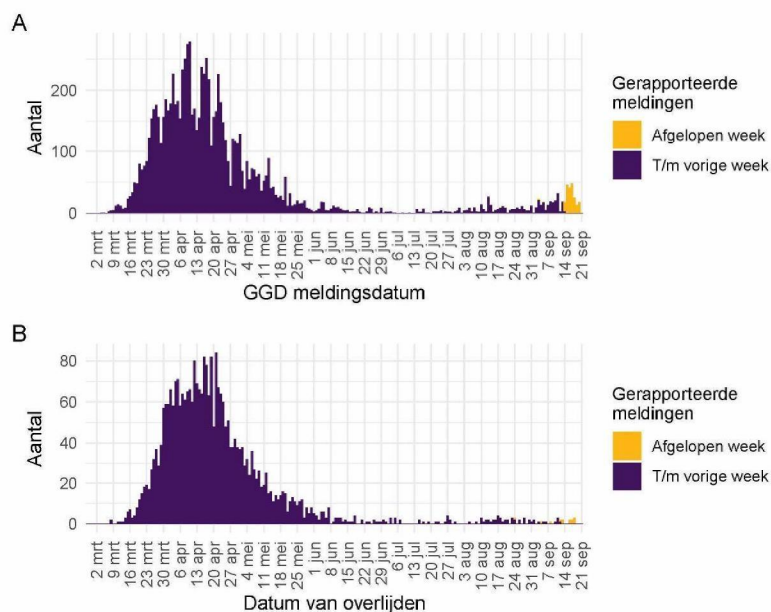 A
Aantal
200
100
0
2 mrt
9 mrt
16 mrt
23 mrt
30 mrt
6 apr
13 apr
20 apr
27 apr
4 mei
11 mei
18 mei
25 mei
1 jun
8 jun
15 jun
22 jun
29 jun
6 jul
13 jul
20 jul
27 jul
3 aug
10 aug
17 aug
24 aug
31 aug
7 sep
14 sep
21 sep
GGD meldingsdatum
Gerapporteerde
meldingen
Afgelopen week
T/m vorige week
B
Aantal
80
60
40
20
0
2 mrt
9 mrt
16 mrt
23 mrt
30 mrt
6 apr
13 apr
20 apr
27 apr
4 mei
11 mei
18 mei
25 mei
1 jun
8 jun
15 jun
22 jun
29 jun
6 jul
13 jul
20 jul
27 jul
3 aug
10 aug
17 aug
24 aug
31 aug
7 sep
14 sep
21 sep
Datum van overlijden
Gerapporteerde
meldingen
Afgelopen week
T/m vorige week